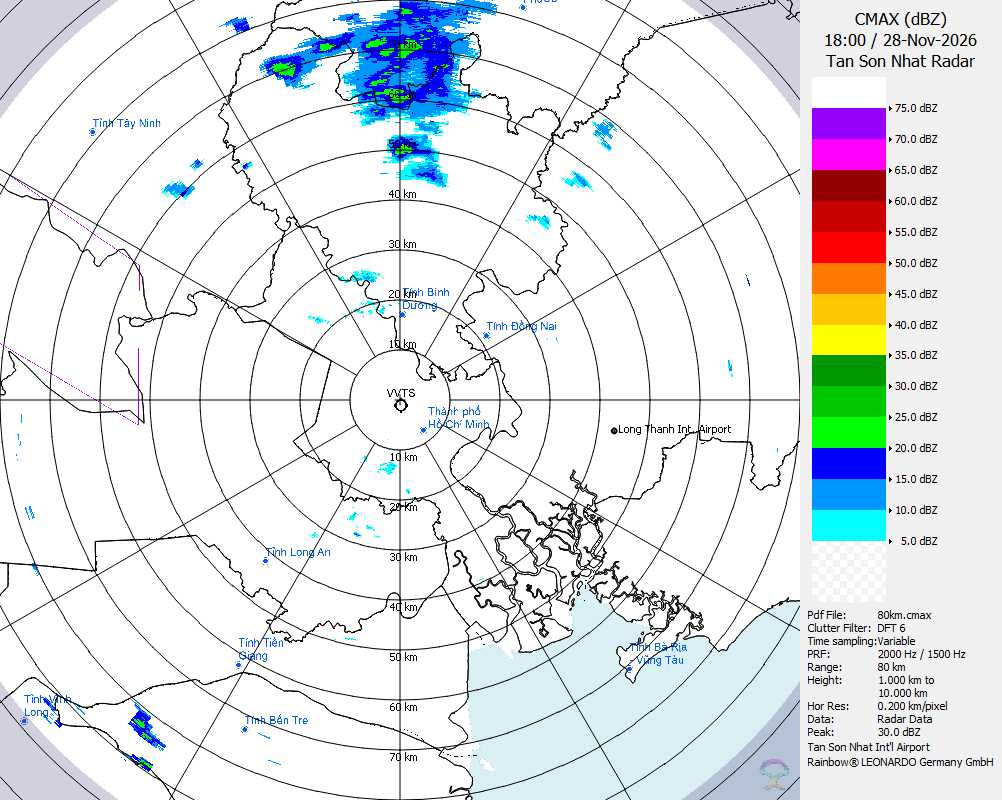 CMAX (dBZ)
18:00 / 28-Nov-2026
Tan Son Nhat Radar
75.0 dBZ
70.0 dBZ
65.0 dBZ
60.0 dBZ
55.0 dBZ
50.0 dBZ
45.0 dBZ
40.0 dBZ
35.0 dBZ
30.0 dBZ
25.0 dBZ
20.0 dBZ
15.0 dBZ
10.0 dBZ
5.0 dBZ
Pdf File: 80km.cmax
Clutter Filter: DFT 6
Time sampling:Variable
PRF: 2000 Hz / 1500 Hz
Range: 80 km
Height: 1.000 km to
10.000 km
Hor Res: 0.200 km/pixel
Data: Radar Data
Peak: 30.0 dBZ
Tan Son Nhat Int'l Airport
Rainbow® LEONARDO Germany GmbH
Tỉnh Tây Ninh
40 km
30 km
20 km
Tỉnh Bình
Dương
Tỉnh Đồng Nai
10 km
VVTS
Thành phố
Hồ Chí Minh
Long Thanh Int. Airport
10 km
20 km
30 km
Tỉnh Long An
40 km
Tỉnh Tiền
Giang
50 km
Tỉnh Bà Rịa
- Vũng Tàu
Tỉnh Vĩnh
Long
60 km
Tỉnh Bến Tre
70 km